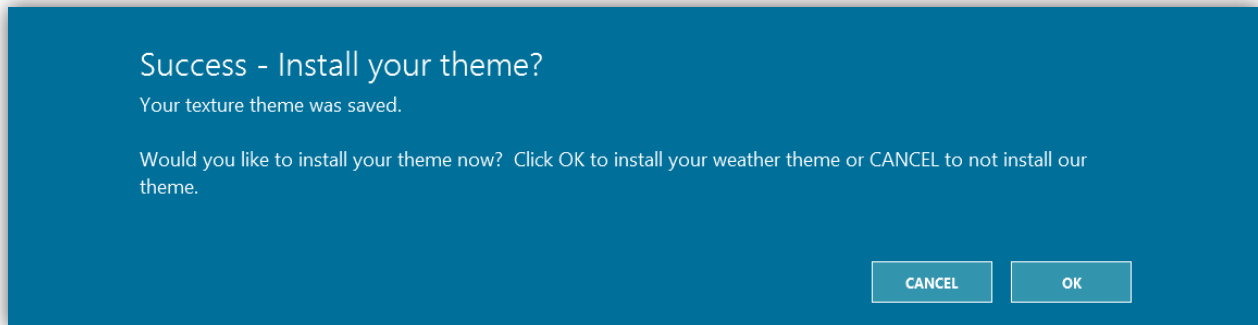 Success - Install your theme?
Your texture theme was saved.
Would you like to install your theme now?  Click OK to install your weather theme or CANCEL to not install our
theme.
CANCEL
OK